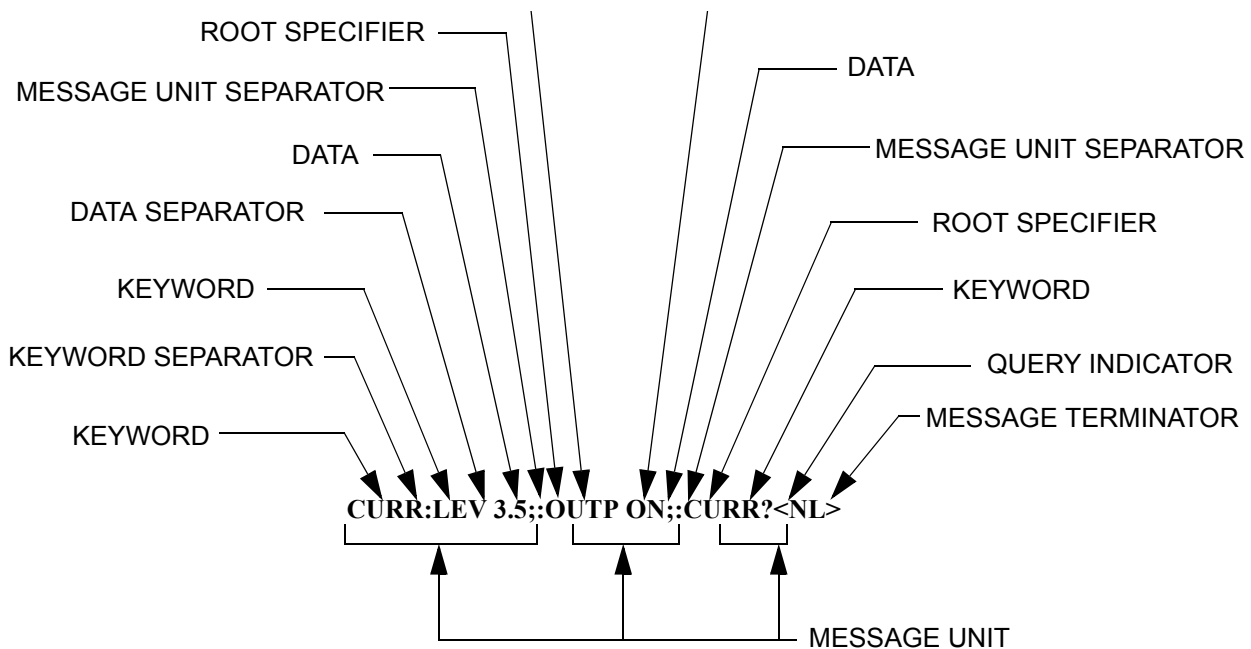 ROOT SPECIFIER
MESSAGE UNIT SEPARATOR
DATA
DATA SEPARATOR
KEYWORD
KEYWORD SEPARATOR
KEYWORD
DATA
MESSAGE UNIT SEPARATOR
ROOT SPECIFIER
KEYWORD
QUERY INDICATOR
MESSAGE TERMINATOR
CURR:LEV 3.5;:OUTP ON;:CURR?<NL>
MESSAGE UNIT